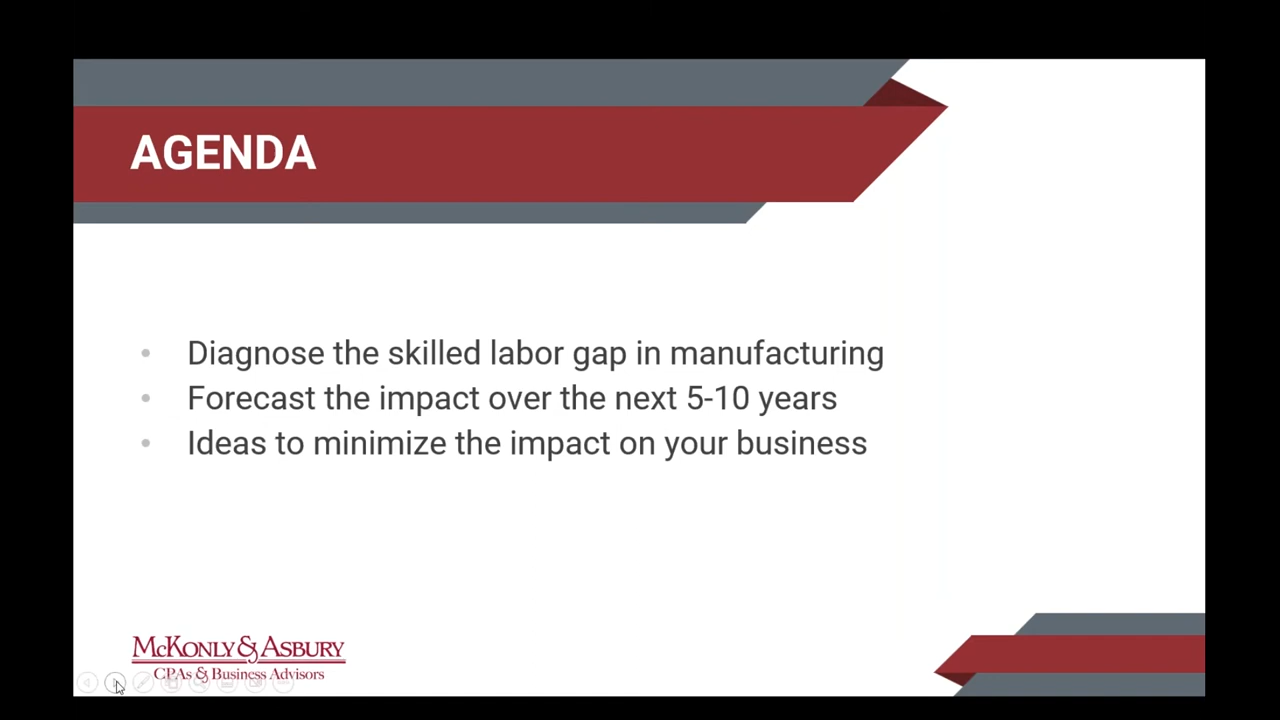 AGENDA
• Diagnose the skilled labor gap in manufacturing
• Forecast the impact over the next 5-10 years
• Ideas to minimize the impact on your business
McKonly & Asbury
CPAs & Business Advisors